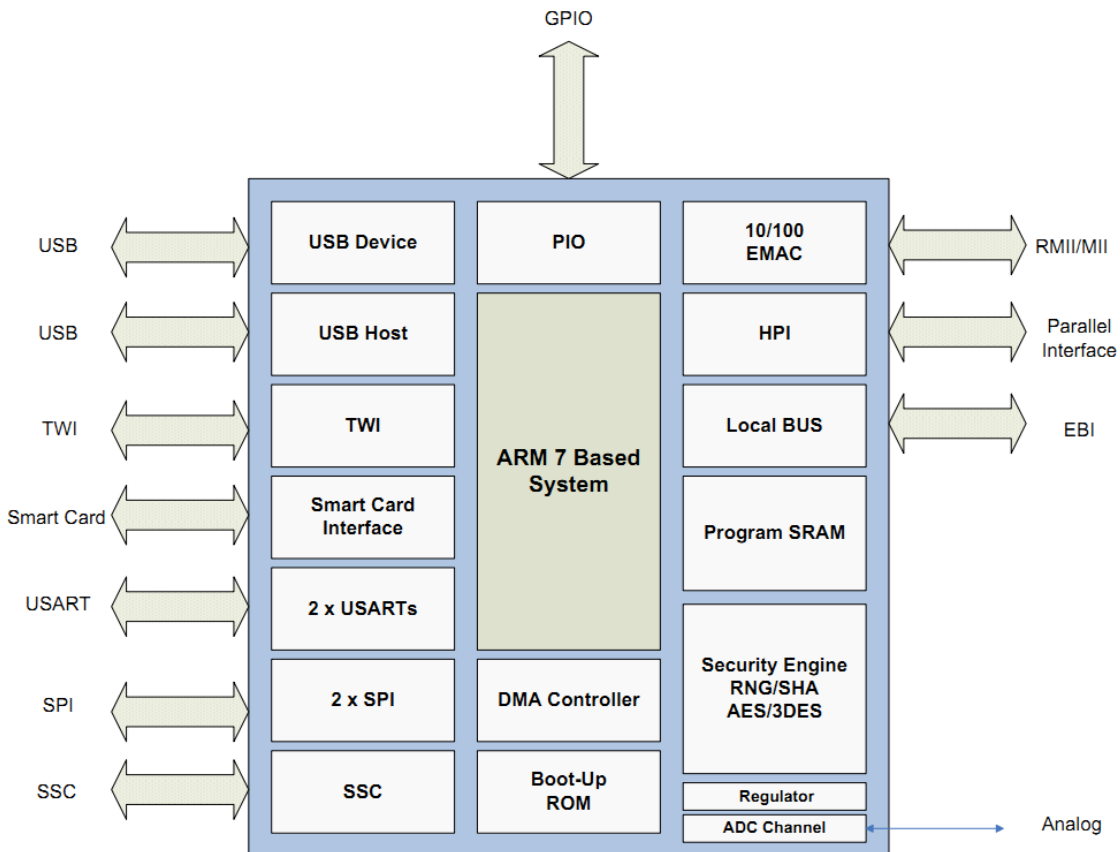 GPIO
USB
USB Device
PIO
10/100
EMAC
RMII/MII
USB
USB Host
HPI
Parallel
Interface
TWI
TWI
Local BUS
EBI
ARM 7 Based
System
Smart Card
Smart Card
Interface
Program SRAM
USART
2 x USARTs
Security Engine
RNG/SHA
AES/3DES
SPI
2 x SPI
DMA Controller
SSC
SSC
Boot-Up
ROM
Regulator
ADC Channel
Analog